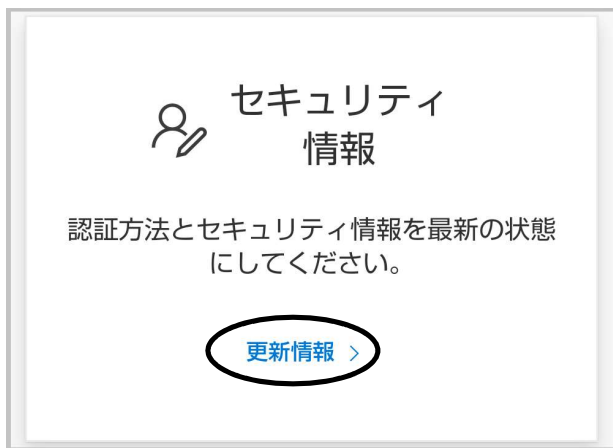 セキュリティ
情報
認証方法とセキュリティ情報を最新の状態
にしてください。
更新情報 >